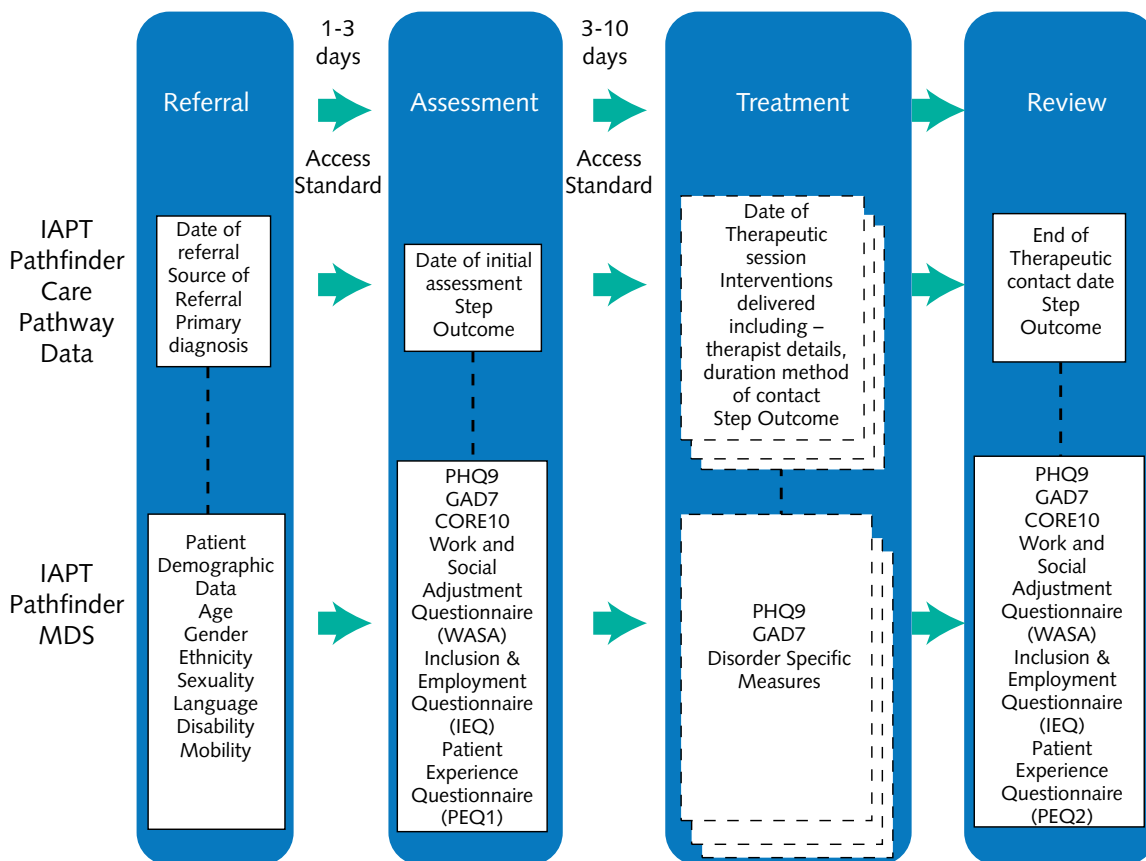 Referral
1-3
days
Access
Standard
Assessment
3-10
days
Access
Standard
Treatment
Review
IAPT
Pathfinder
Care
Pathway
Data
Date of
referral
Source of
Referral
Primary
diagnosis
Date of initial
assessment
Step
Outcome
Date of
Therapeutic
session
Interventions
delivered
including –
therapist details,
duration method
of contact
Step Outcome
End of
Therapeutic
contact date
Step
Outcome
IAPT
Pathfinder
MDS
Patient
Demographic
Data
Age
Gender
Ethnicity
Sexuality
Language
Disability
Mobility
PHQ9
GAD7
CORE10
Work and
Social
Adjustment
Questionnaire
(WASA)
Inclusion &
Employment
Questionnaire
(IEQ)
Patient
Experience
Questionnaire
(PEQ1)
PHQ9
GAD7
Disorder Specific
Measures
PHQ9
GAD7
CORE10
Work and
Social
Adjustment
Questionnaire
(WASA)
Inclusion &
Employment
Questionnaire
(IEQ)
Patient
Experience
Questionnaire
(PEQ2)